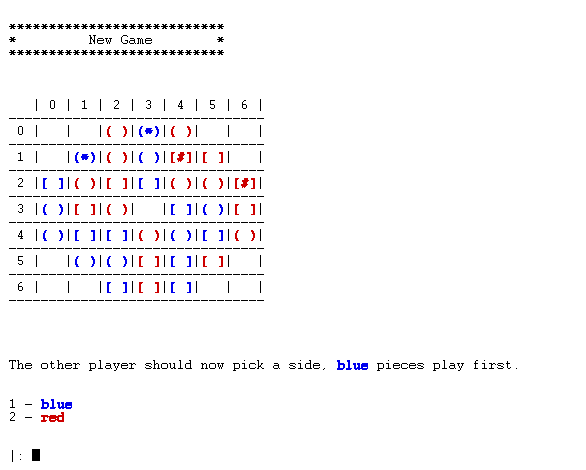 ***************************
*         New Game        *
***************************
   | 0 | 1 | 2 | 3 | 4 | 5 | 6 |
--------------------------------
 0 |   |   |( )|(*)|( )|   |   |
--------------------------------
 1 |   |(*)|( )|( )|[#]|[ ]|   |
--------------------------------
 2 |[ ]|( )|[ ]|[ ]|( )|( )|[#]|
--------------------------------
 3 |( )|[ ]|( )|   |[ ]|( )|[ ]|
--------------------------------
 4 |( )|[ ]|[ ]|( )|( )|[ ]|( )|
--------------------------------
 5 |   |( )|( )|[ ]|[ ]|[ ]|   |
--------------------------------
 6 |   |   |[ ]|[ ]|[ ]|   |   |
--------------------------------
The other player should now pick a side, blue pieces play first.
1 - blue
2 - red
|: